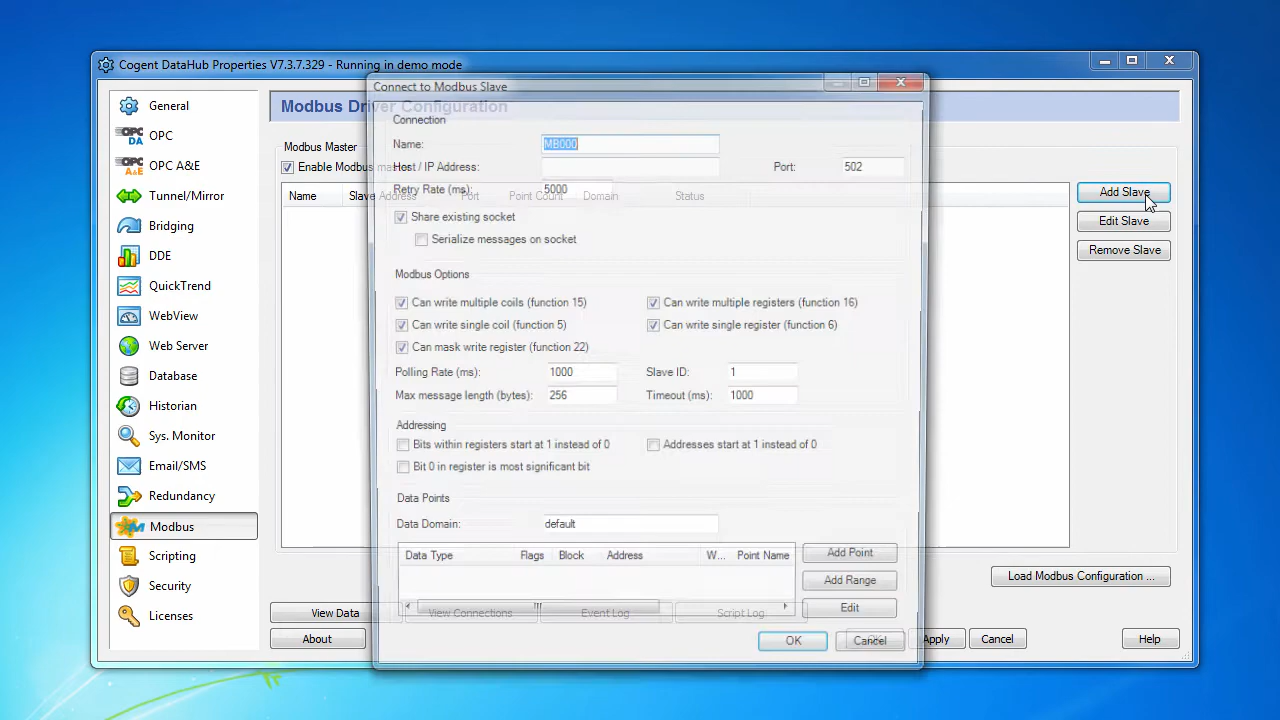 Cogent DataHub Properties V7.3.7.329 - Running in demo mode
General
OPC
OPC A&E
Tunnel/Mirror
Bridging
DDE
QuickTrend
WebView
Web Server
Database
Historian
Sys. Monitor
Email/SMS
Redundancy
Modbus
Scripting
Security
Licenses
Modbus Driver Configuration
Modbus Master
Enable Modbus master
Name Slave Address Port Point Count Domain Status
Add Slave
Edit Slave
Remove Slave
Load Modbus Configuration ...
View Data View Connections Event Log Script Log
About OK Apply Cancel Help
Connect to Modbus Slave
Connection
Name: MB000
Host / IP Address: Port: 502
Retry Rate (ms): 5000
Share existing socket
Serialize messages on socket
Modbus Options
Can write multiple coils (function 15) Can write multiple registers (function 16)
Can write single coil (function 5) Can write single register (function 6)
Can mask write register (function 22)
Polling Rate (ms): 1000 Slave ID: 1
Max message length (bytes): 256 Timeout (ms): 1000
Addressing
Bits within registers start at 1 instead of 0 Addresses start at 1 instead of 0
Bit 0 in register is most significant bit
Data Points
Data Domain: default
Data Type Flags Block Address W... Point Name
Add Point
Add Range
Edit
OK Cancel